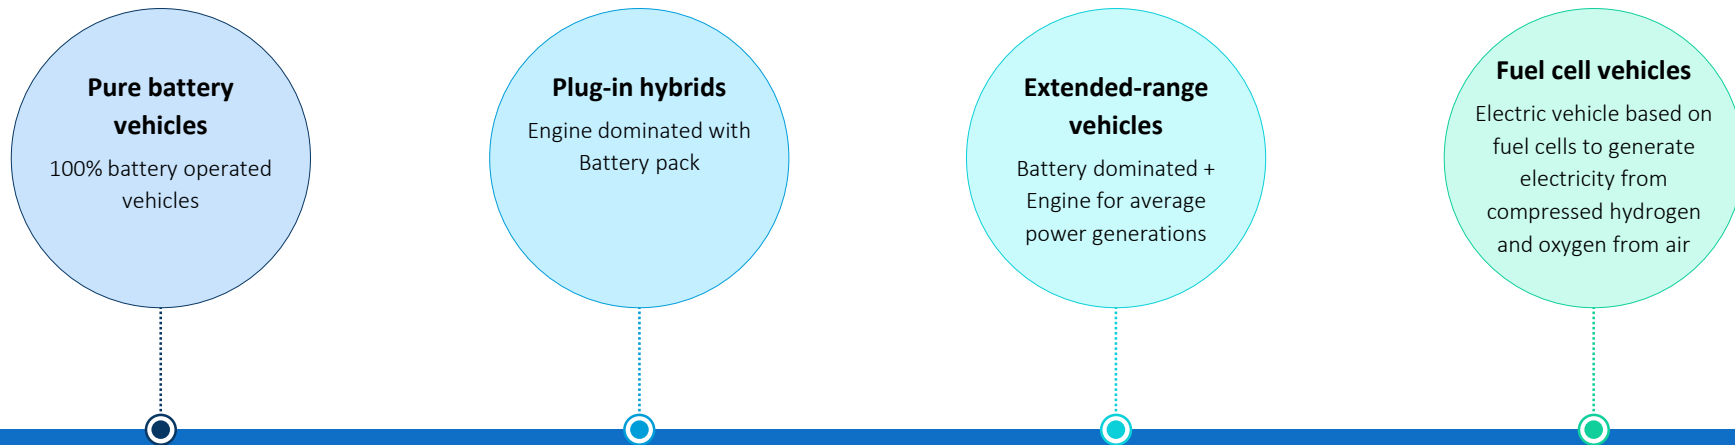 Pure battery
vehicles
100% battery operated
vehicles
Plug-in hybrids
Engine dominated with
Battery pack
Extended-range
vehicles
Battery dominated +
Engine for average
power generations
Fuel cell vehicles
Electric vehicle based on
fuel cells to generate
electricity from
compressed hydrogen
and oxygen from air